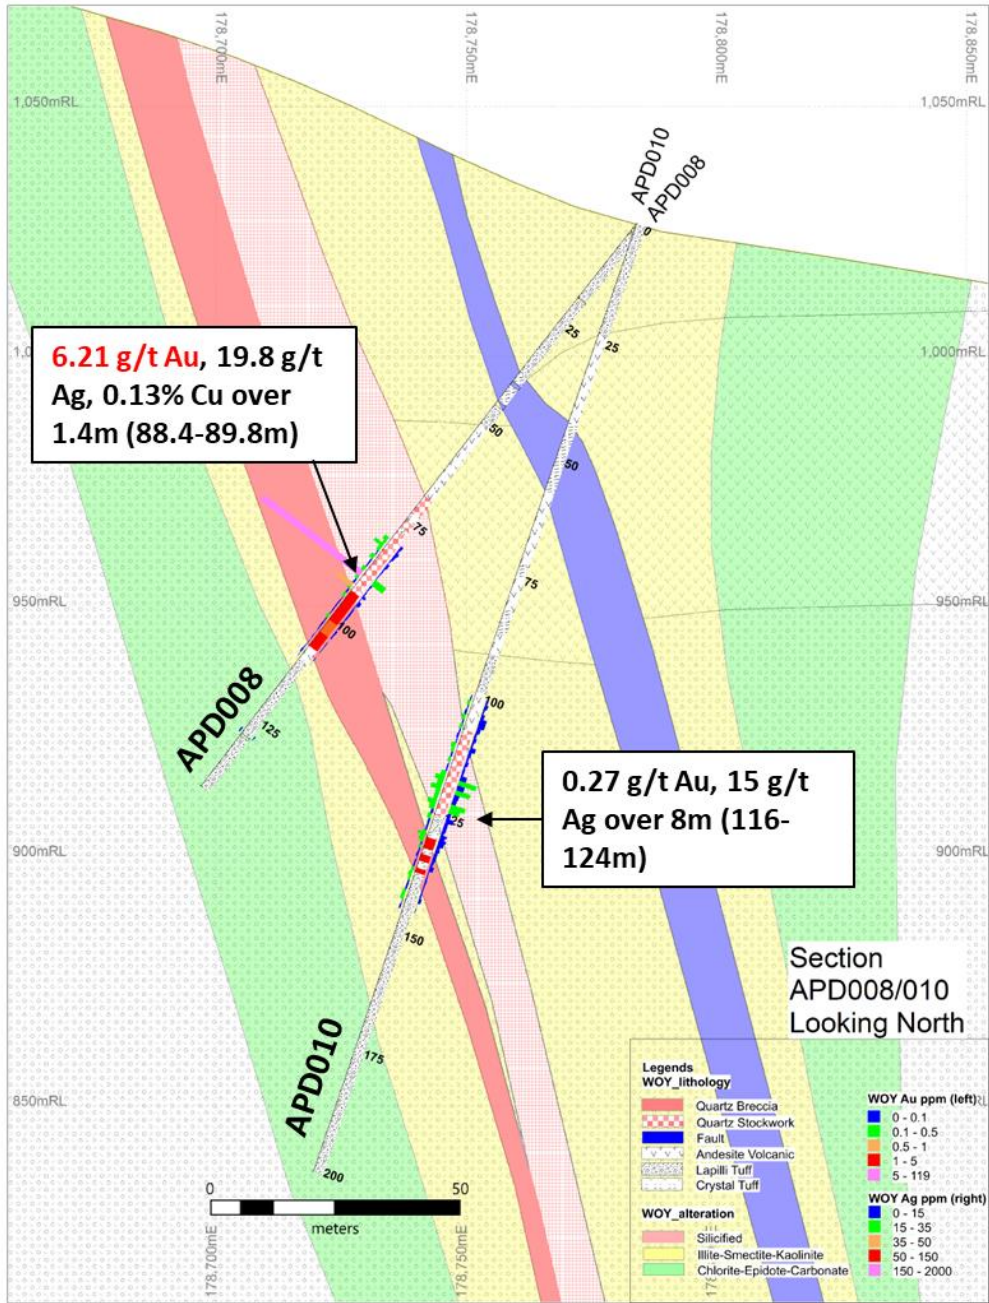 178,700mE
178,750mE
178,800mE
178,850mE
1,050mRL
1,050mRL
APD010
APD008
0
25
25
1,000mRL
6.21 g/t Au, 19.8 g/t
Ag, 0.13% Cu over
1.4m (88.4-89.8m)
50
50
75
75
950mRL
950mRL
100
APD008
125
100
0.27 g/t Au, 15 g/t
Ag over 8m (116-
124m)
25
900mRL
900mRL
150
APD010
175
200
850mRL
Section
APD008/010
Looking North
0
50
meters
178,700mE
178,750mE
Legends
WOY_lithology
Quartz Breccia
Quartz Stockwork
Fault
Andesite Volcanic
Lapilli Tuff
Crystal Tuff
WOY_alteration
Silicified
Illite-Smectite-Kaolinite
Chlorite-Epidote-Carbonate
WOY Au ppm (left)
0 - 0.1
0.1 - 0.5
0.5 - 1
1 - 5
5 - 119
WOY Ag ppm (right)
0 - 15
15 - 35
35 - 50
50 - 150
150 - 2000